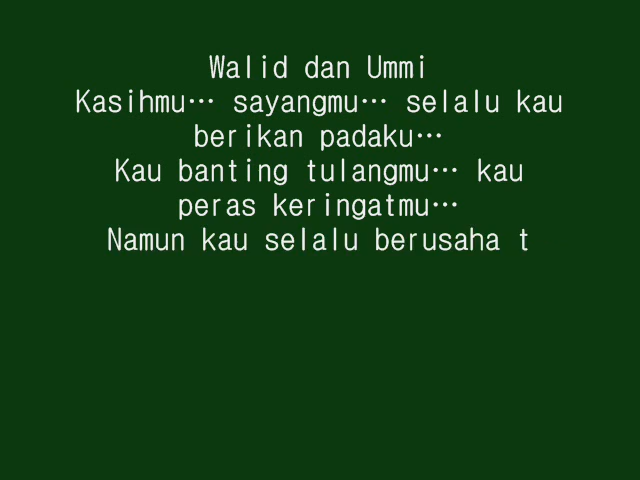 Walid dan Ummi
Kasihmu… sayangmu… selalu kau
berikan padaku…
Kau banting tulangmu… kau
peras keringatmu…
Namun kau selalu berusaha t